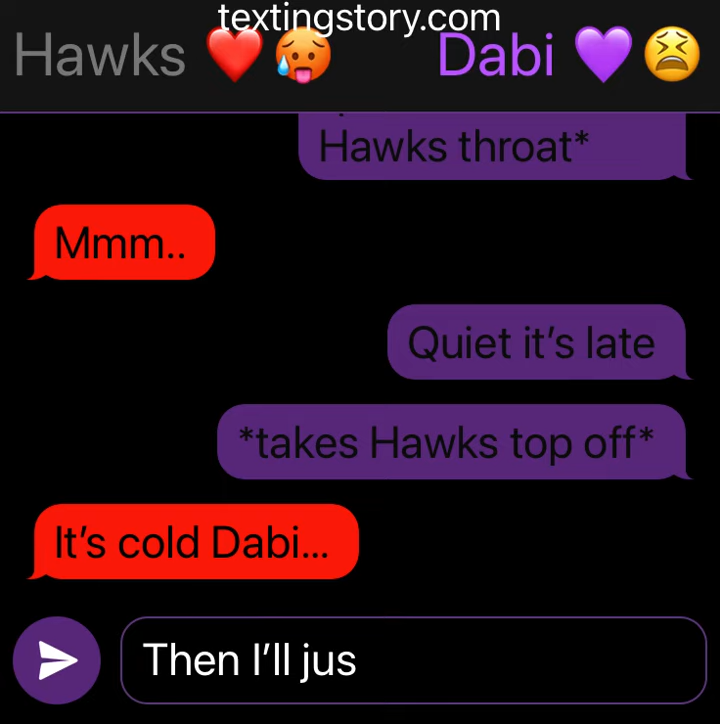 textingstory.com
Hawks ❤️🥵 Dabi 💜😫
Hawks throat*
Mmm..
Quiet it’s late
*takes Hawks top off*
It’s cold Dabi...
Then I’ll jus